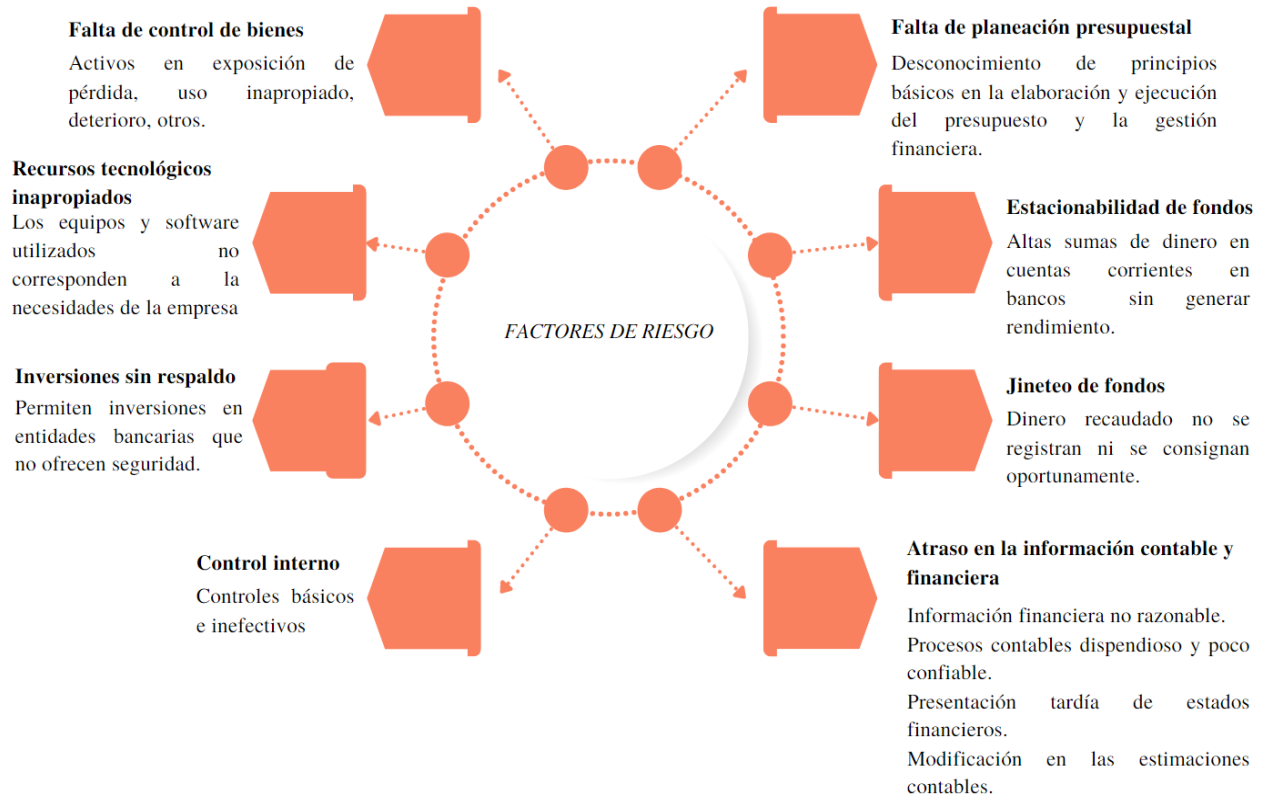 Falta de control de bienes
Activos en exposición de
pérdida, uso inapropiado,
deterioro, otros.
Falta de planeación presupuestal
Desconocimiento de principios
básicos en la elaboración y ejecución
del presupuesto y la gestión
financiera.
Recursos tecnológicos
inapropiados
Los equipos y software
utilizados no
corresponden a la
necesidades de la empresa
Estacionabilidad de fondos
Altas sumas de dinero en
cuentas corrientes en
bancos sin generar
rendimiento.
FACTORES DE RIESGO
Inversiones sin respaldo
Permiten inversiones en
entidades bancarias que
no ofrecen seguridad.
Jineteo de fondos
Dinero recaudado no se
registran ni se consignan
oportunamente.
Control interno
Controles básicos
e inefectivos
Atraso en la información contable y
financiera
Información financiera no razonable.
Procesos contables dispendioso y poco
confiable.
Presentación tardía de estados
financieros.
Modificación en las estimaciones
contables.